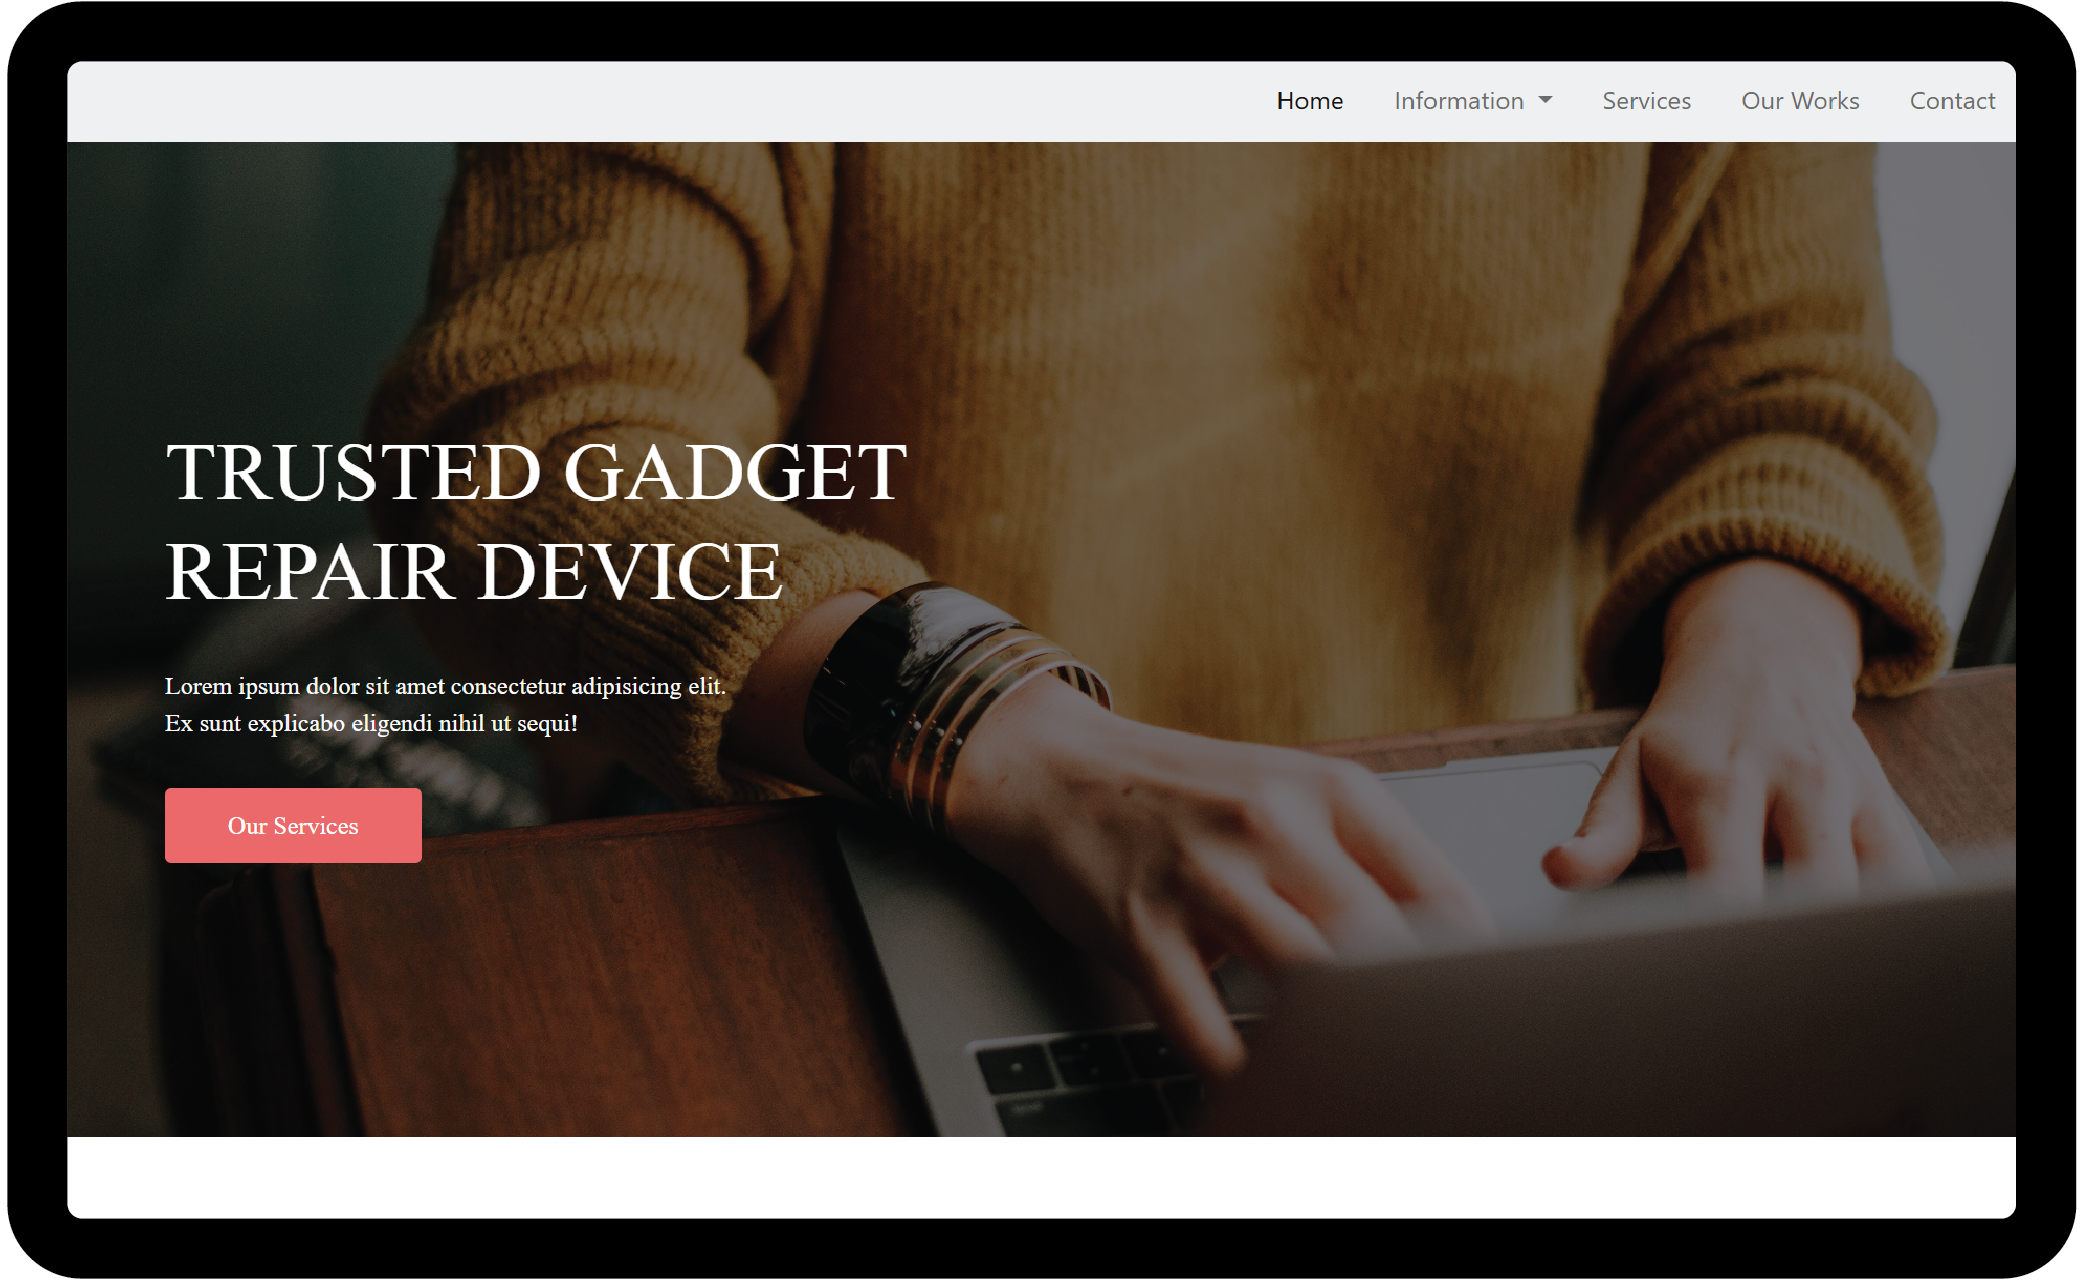 Home Information Services Our Works Contact
TRUSTED GADGET
REPAIR DEVICE
Lorem ipsum dolor sit amet consectetur adipisicing elit.
Ex sunt explicabo eligendi nihil ut sequi!
Our Services